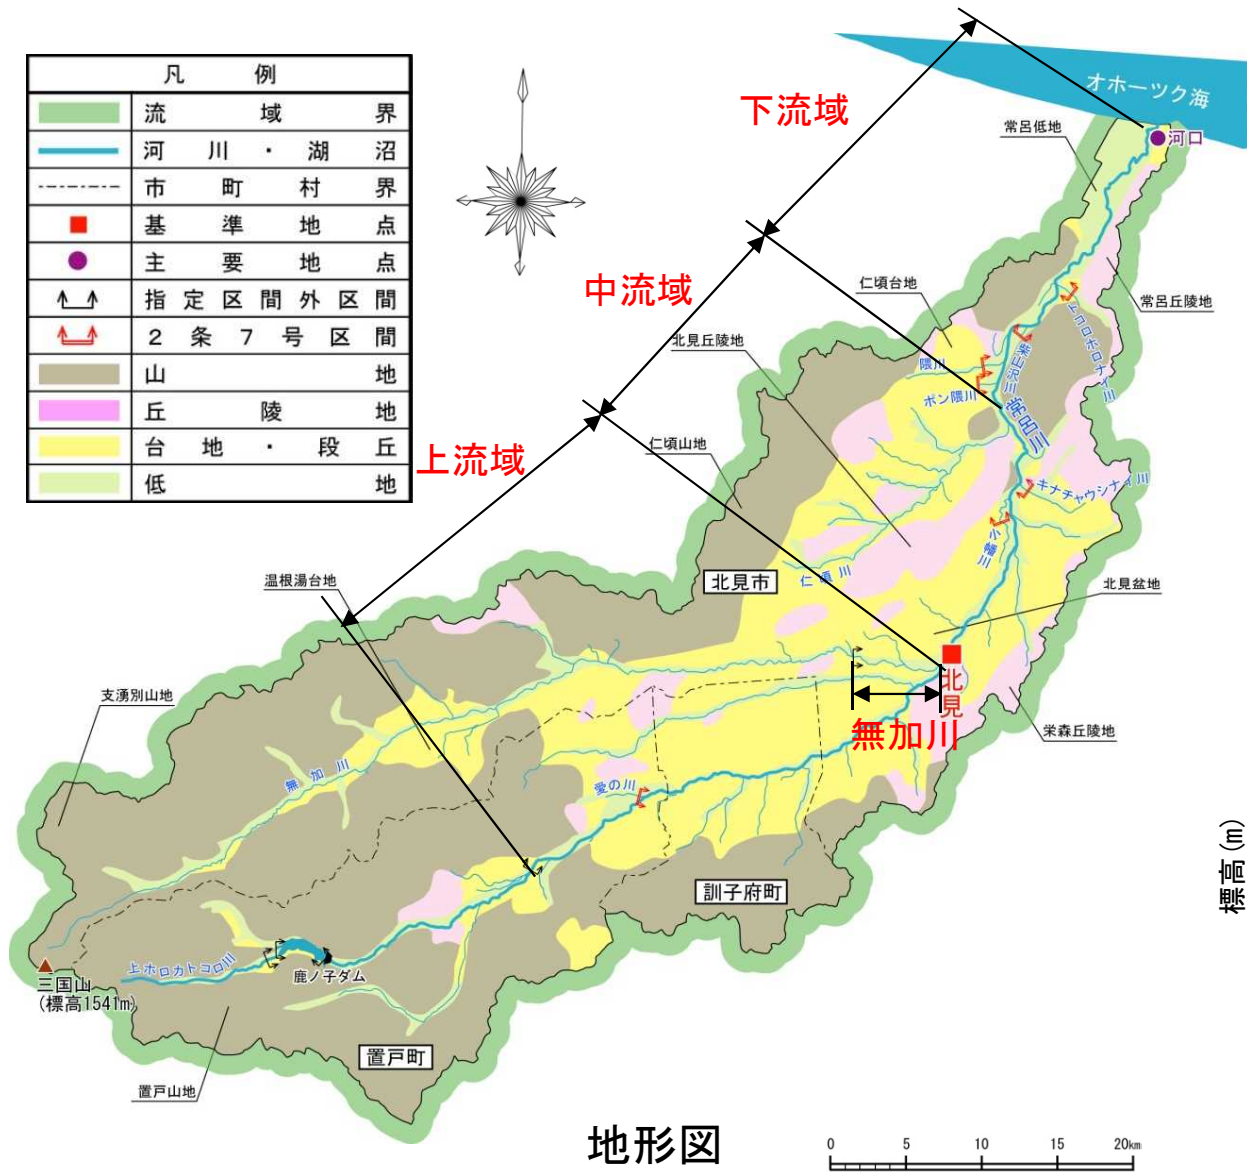 凡例
流域界
河川・湖沼
市町村界
基準地点
主要地点
指定区間外区間
2条7号区間
山地
丘陵地
台地・段丘
低地
オホーツク海
河口
下流域
常呂低地
中流域
仁頃台地
常呂丘陵地
北見丘陵地
トコロホロナイ川
柴山沢川
隈川
ポン隈川
常呂川
上流域
仁頃山地
キナチャウシナイ川
小幡川
温根湯台地
北見市
仁頃川
北見盆地
北見
支湧別山地
無加川
栄森丘陵地
無加川
愛の川
訓子府町
標高(m)
上ホロカトコロ川
鹿ノ子ダム
三国山
(標高1541m)
置戸町
置戸山地
地形図
0 5 10 15 20km